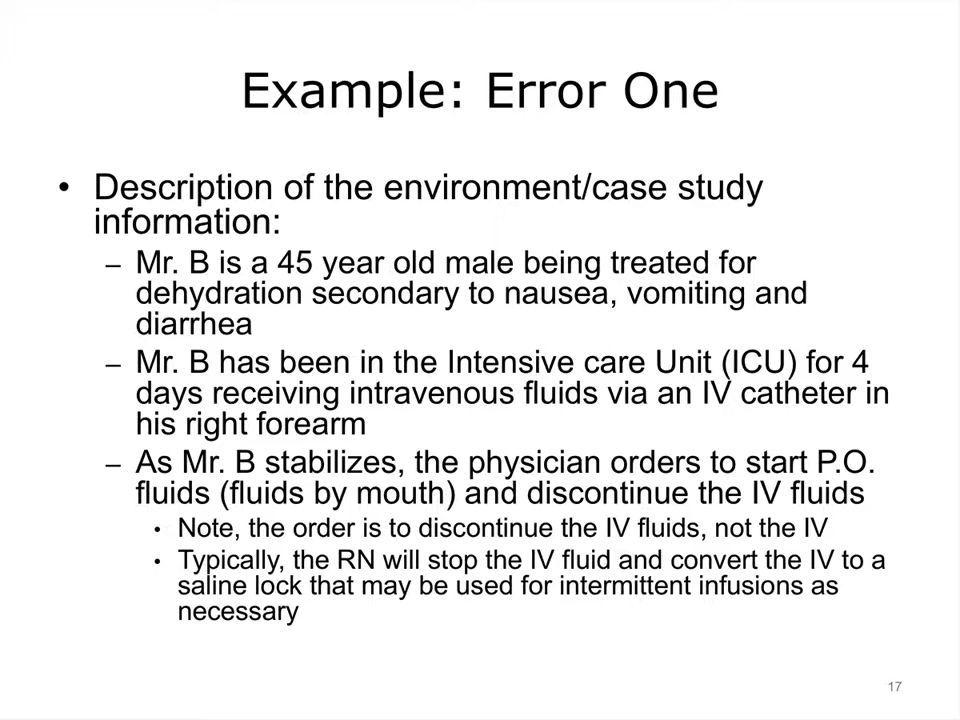 Example: Error One
• Description of the environment/case study
information:
– Mr. B is a 45 year old male being treated for
dehydration secondary to nausea, vomiting and
diarrhea
– Mr. B has been in the Intensive care Unit (ICU) for 4
days receiving intravenous fluids via an IV catheter in
his right forearm
– As Mr. B stabilizes, the physician orders to start P.O.
fluids (fluids by mouth) and discontinue the IV fluids
• Note, the order is to discontinue the IV fluids, not the IV
• Typically, the RN will stop the IV fluid and convert the IV to a
saline lock that may be used for intermittent infusions as
necessary
17